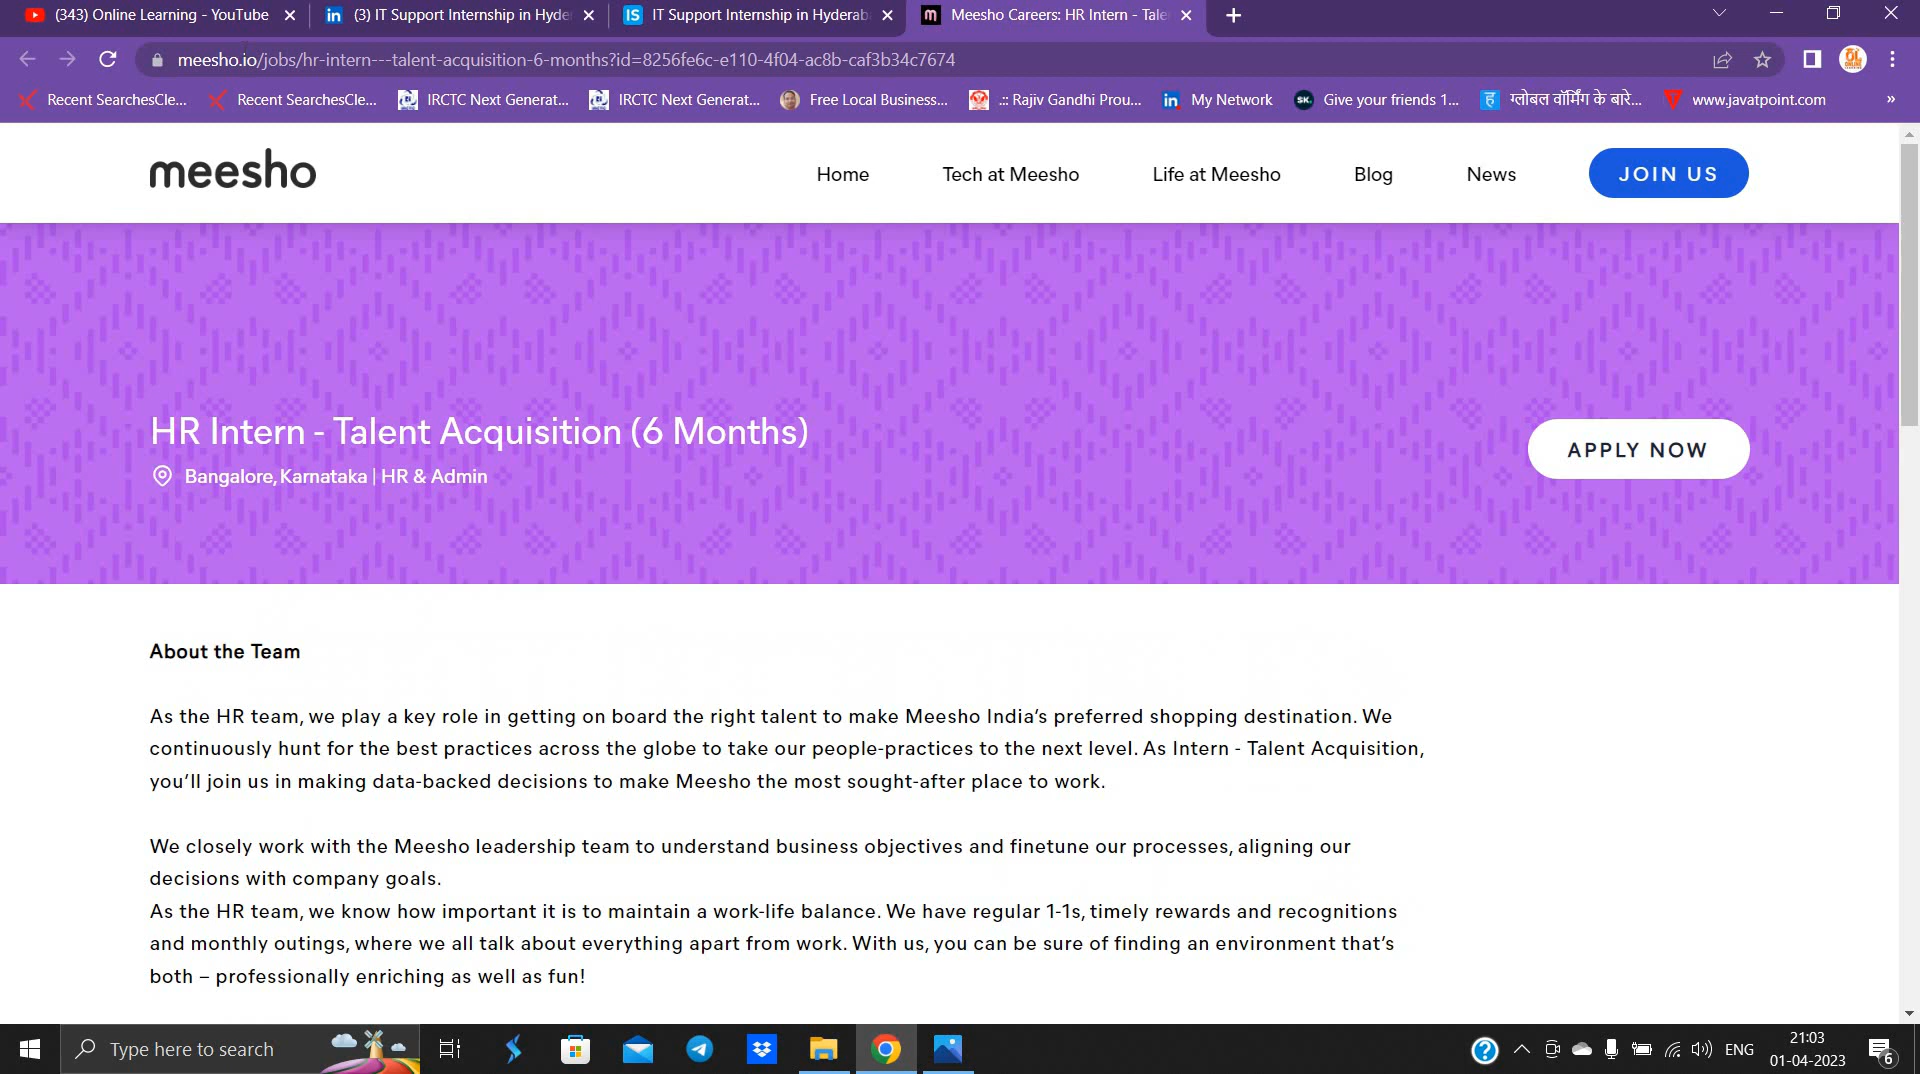 (343) Online Learning - YouTube
(3) IT Support Internship in Hyde
IT Support Internship in Hyderab
Meesho Careers: HR Intern - Tale
meesho.io/jobs/hr-intern---talent-acquisition-6-months?id=8256fe6c-e110-4f04-ac8b-caf3b34c7674
Recent SearchesCle...
Recent SearchesCle...
IRCTC Next Generat...
IRCTC Next Generat...
Free Local Business...
.:: Rajiv Gandhi Prou...
My Network
Give your friends 1...
ग्लोबल वॉर्मिंग के बारे...
www.javatpoint.com
»
meesho
Home
Tech at Meesho
Life at Meesho
Blog
News
JOIN US
HR Intern - Talent Acquisition (6 Months)
Bangalore, Karnataka | HR & Admin
APPLY NOW
About the Team
As the HR team, we play a key role in getting on board the right talent to make Meesho India’s preferred shopping destination. We
continuously hunt for the best practices across the globe to take our people-practices to the next level. As Intern - Talent Acquisition,
you’ll join us in making data-backed decisions to make Meesho the most sought-after place to work.
We closely work with the Meesho leadership team to understand business objectives and finetune our processes, aligning our
decisions with company goals.
As the HR team, we know how important it is to maintain a work-life balance. We have regular 1-1s, timely rewards and recognitions
and monthly outings, where we all talk about everything apart from work. With us, you can be sure of finding an environment that’s
both – professionally enriching as well as fun!
Type here to search
ENG
21:03
01-04-2023
6